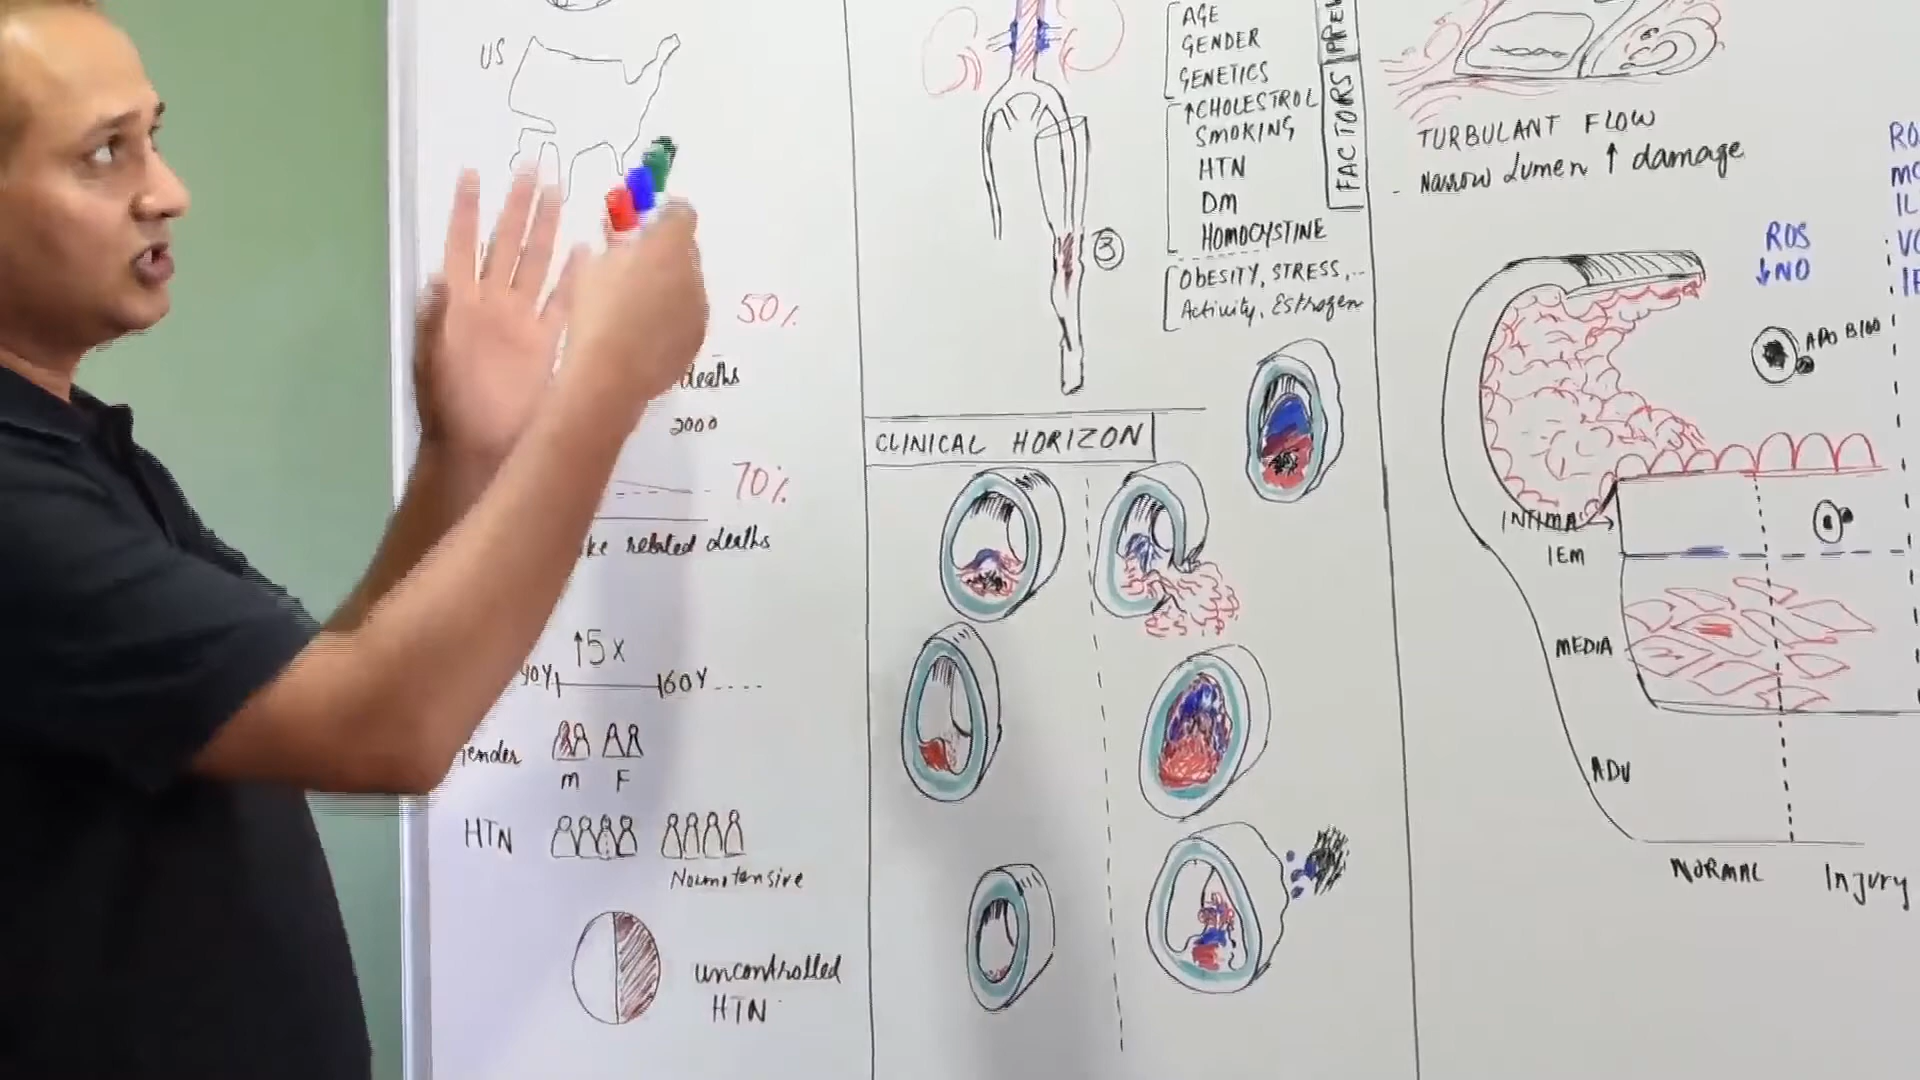 US
50%
deaths
2000
70%
related deaths
↑5x
40Y
60Y ....
Gender
M F
HTN
Normotensive
uncontrolled
HTN
AGE
GENDER
GENETICS
↑CHOLESTROL
SMOKING
HTN
DM
HOMOCYSTINE
OBESITY, STRESS,..
Activity, Estrogen
FACTORS
③
CLINICAL HORIZON
TURBULANT FLOW
- Narrow Lumen ↑ damage
ROS
↓NO
APO B100
INTIMA
IEM
MEDIA
ADV
NORMAL
Injury
IL